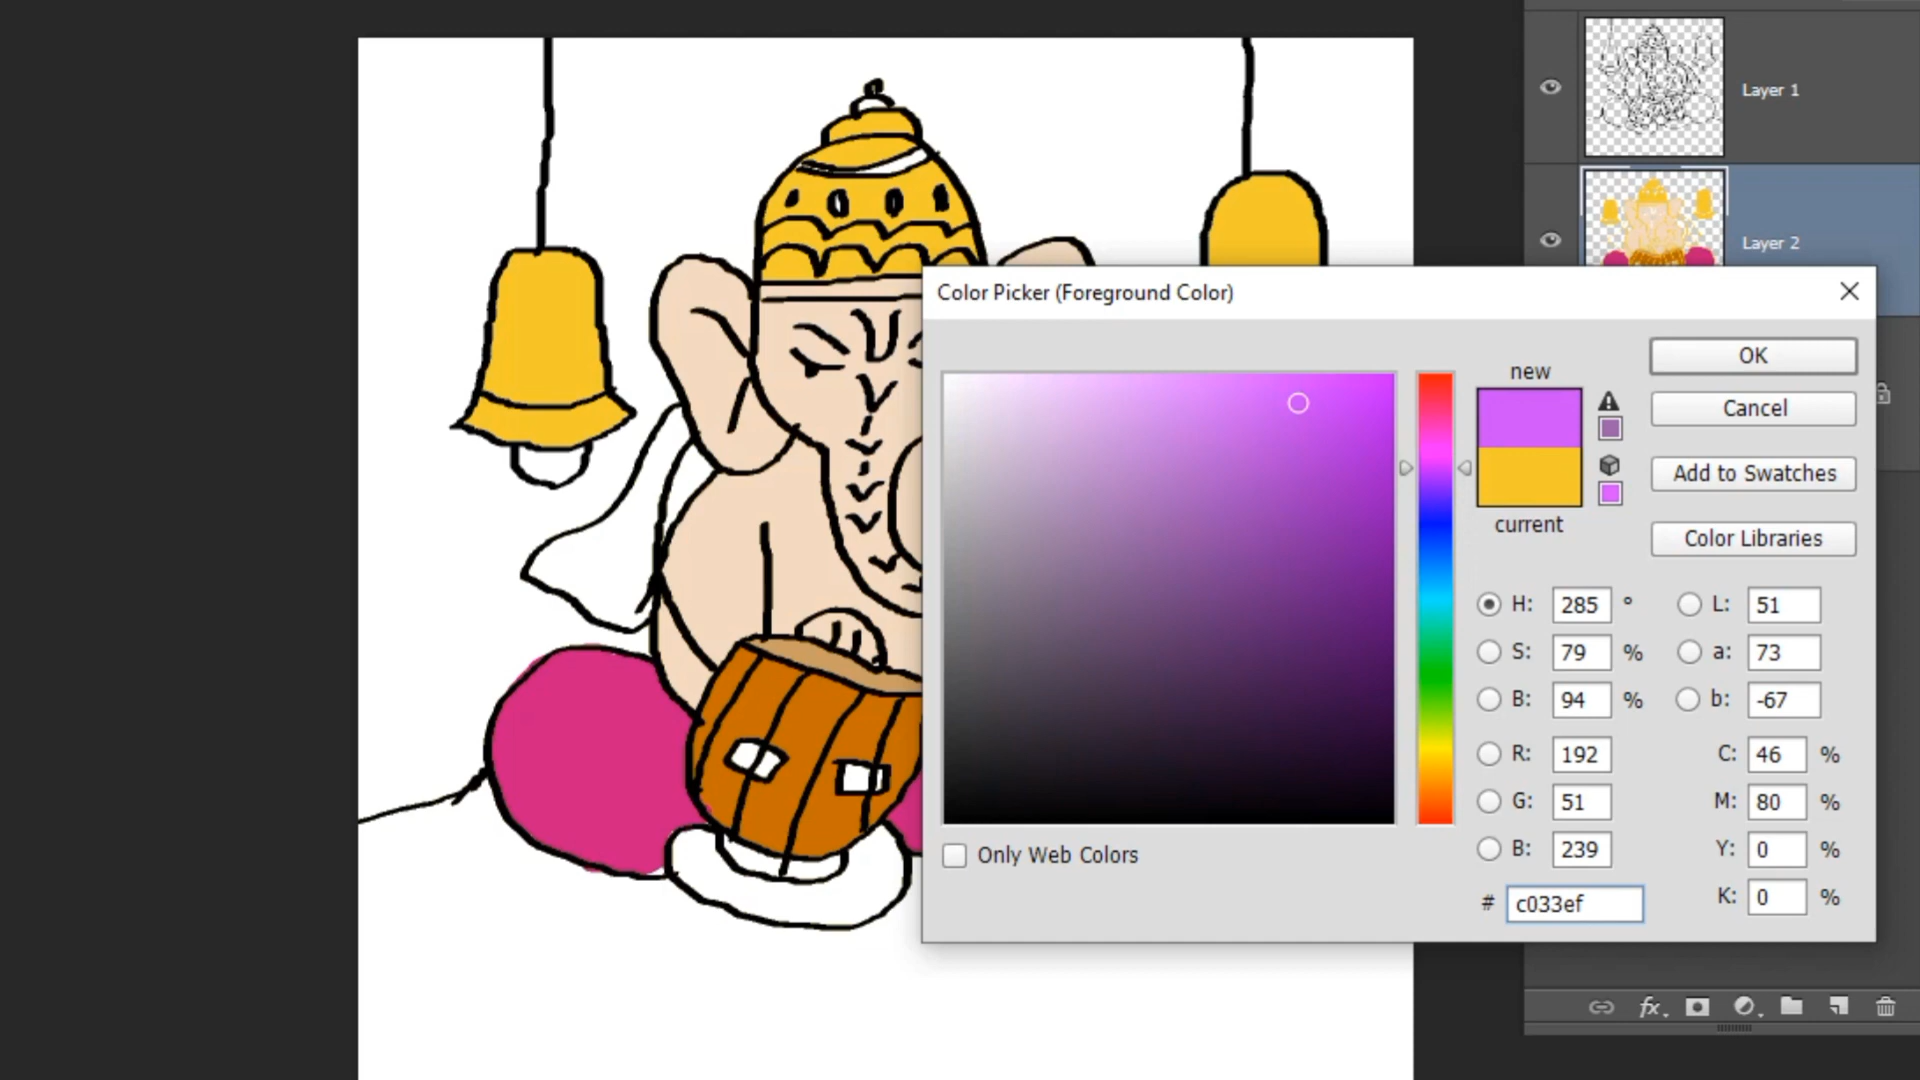 Layer 1
Layer 2
Color Picker (Foreground Color)
new
current
OK
Cancel
Add to Swatches
Color Libraries
H: 285 °
S: 79 %
B: 94 %
R: 192
G: 51
B: 239
# c033ef
L: 51
a: 73
b: -67
C: 46 %
M: 80 %
Y: 0 %
K: 0 %
Only Web Colors
fx